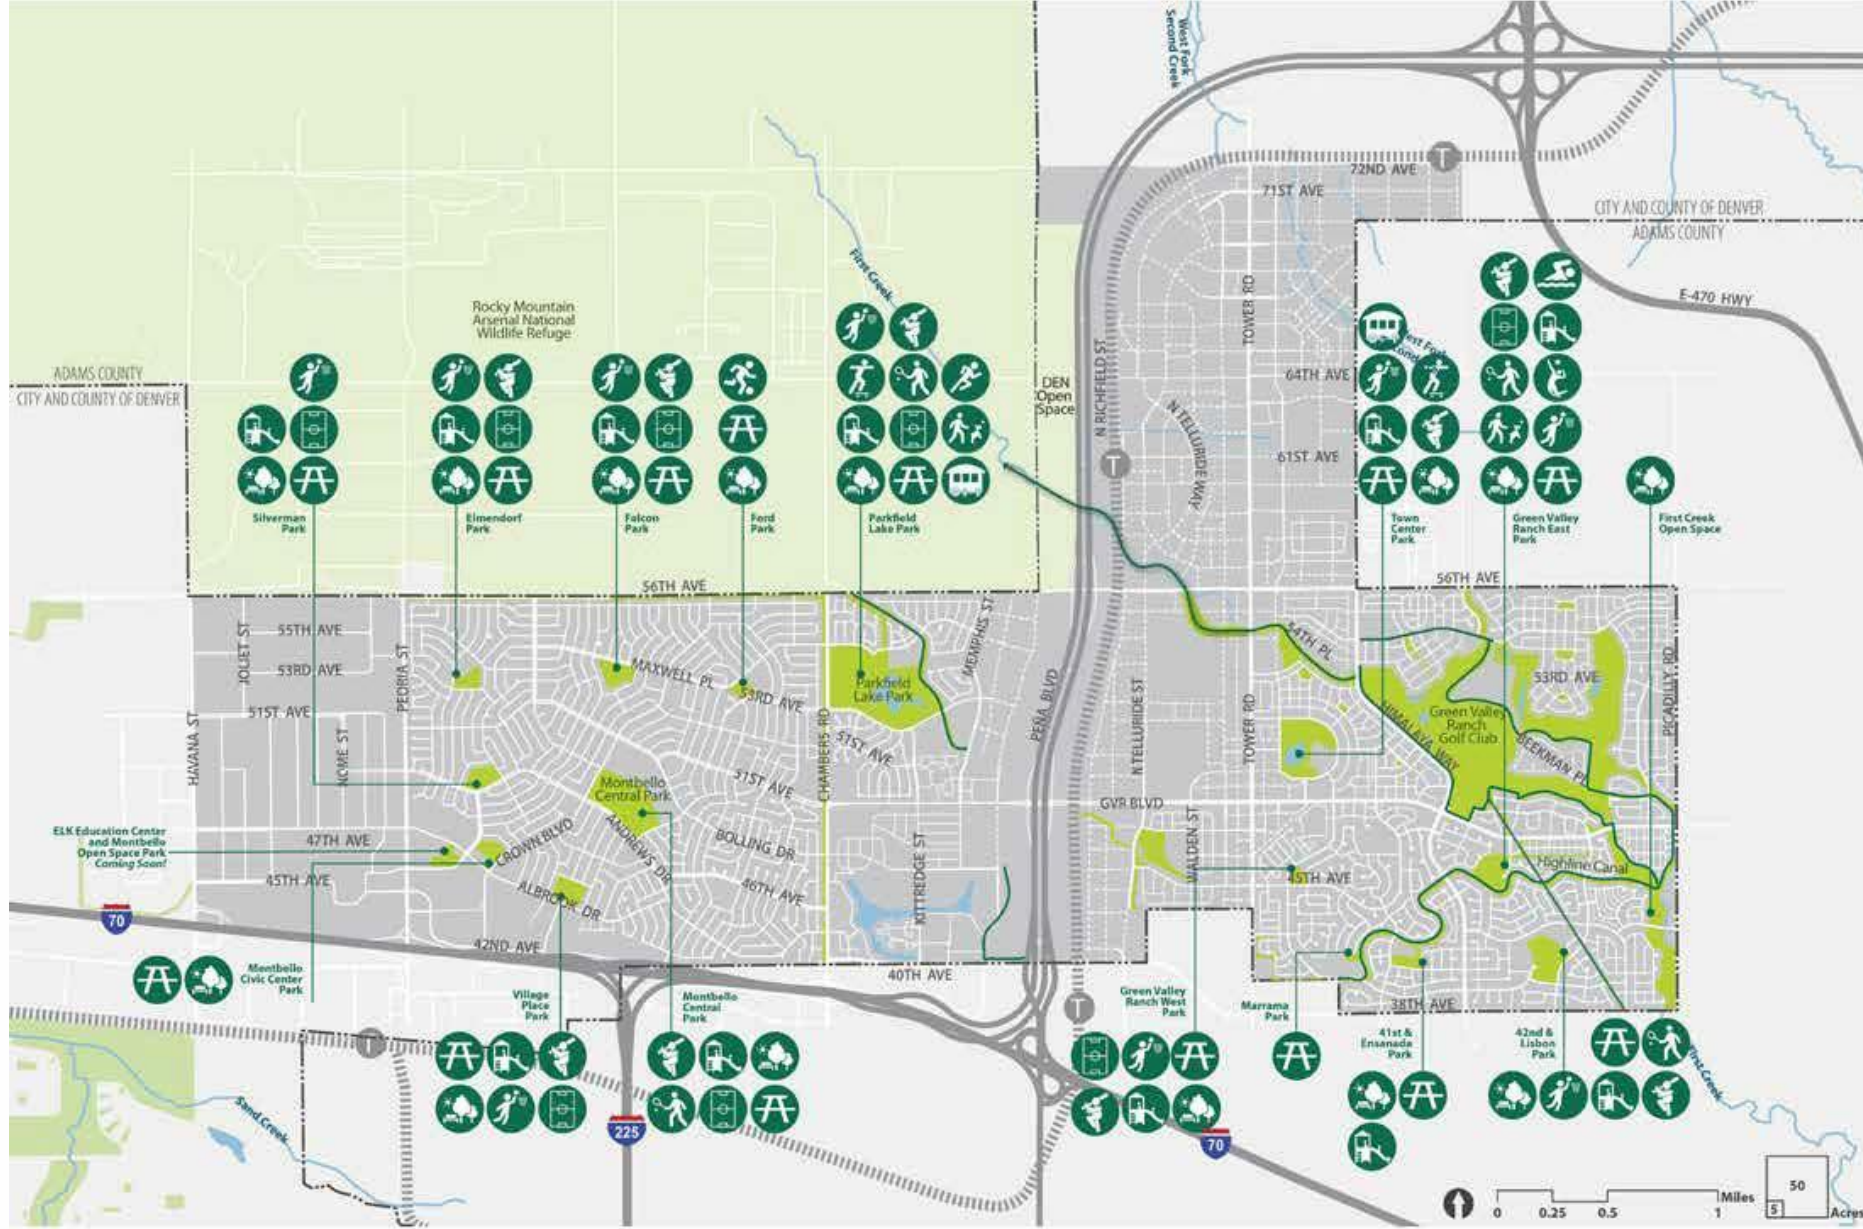 West Fork
Second Creek
72ND AVE
71ST AVE
CITY AND COUNTY OF DENVER
ADAMS COUNTY
First Creek
E-470 HWY
Rocky Mountain
Arsenal National
Wildlife Refuge
TOWER RD
N RICHFIELD ST
ADAMS COUNTY
CITY AND COUNTY OF DENVER
DEN
Open
Space
64TH AVE
N TELLURIDE WAY
61ST AVE
T
T
Silverman
Park
Elmendorf
Park
Falcon
Park
Ford
Park
Parkfield
Lake Park
Town
Center
Park
Green Valley
Ranch East
Park
First Creek
Open Space
56TH AVE
56TH AVE
JOLIET ST
55TH AVE
53RD AVE
51ST AVE
PEORIA ST
HAVANA ST
NOME ST
MAXWELL PL
53RD AVE
Parkfield
Lake Park
MEMPHIS ST
PENA BLVD
CHAMBERS RD
51ST AVE
51ST AVE
N TELLURIDE ST
TOWER RD
54TH PL
53RD AVE
PICADILLY RD
HIMALAYA WAY
Green Valley
Ranch
Golf Club
BEEKMAN PL
Montbello
Central Park
GVR BLVD
ELK Education Center
and Montbello
Open Space Park
Coming Soon!
47TH AVE
45TH AVE
CROWN BLVD
ANDREWS DR
BOLLING DR
46TH AVE
ALBROOK DR
KITTREDGE ST
WALDEN ST
45TH AVE
Highline Canal
70
42ND AVE
40TH AVE
38TH AVE
Montbello
Civic Center
Park
Village
Place
Park
Montbello
Central
Park
Green Valley
Ranch West
Park
Marrama
Park
41st &
Ensanada
Park
42nd &
Lisbon
Park
T
T
First Creek
Sand Creek
225
70
0
0.25
0.5
1
Miles
50
5
Acres